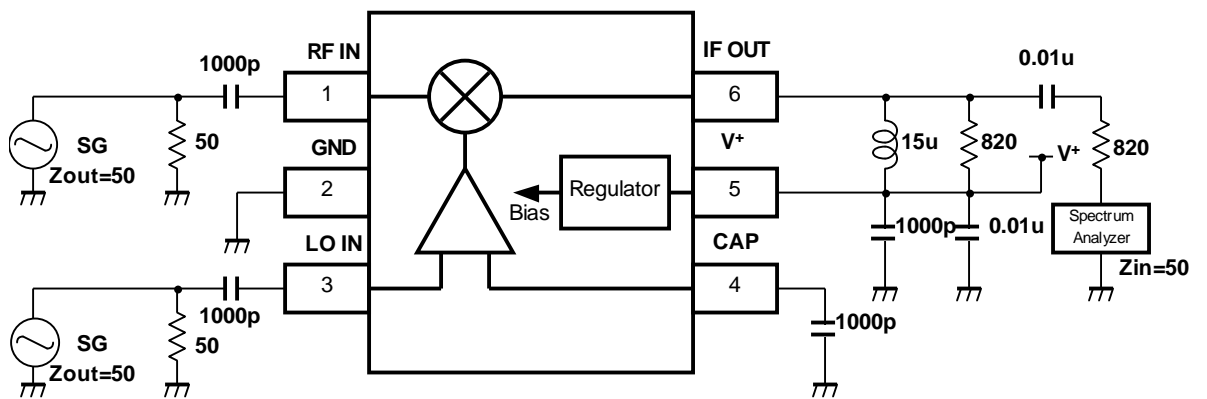 RF IN
IF OUT
1000p
0.01u
1
6
SG
Zout=50
50
GND
V+
15u
820
V+
820
2
Regulator
5
Bias
1000p
0.01u
Spectrum
Analyzer
Zin=50
LO IN
CAP
3
4
1000p
1000p
SG
Zout=50
50